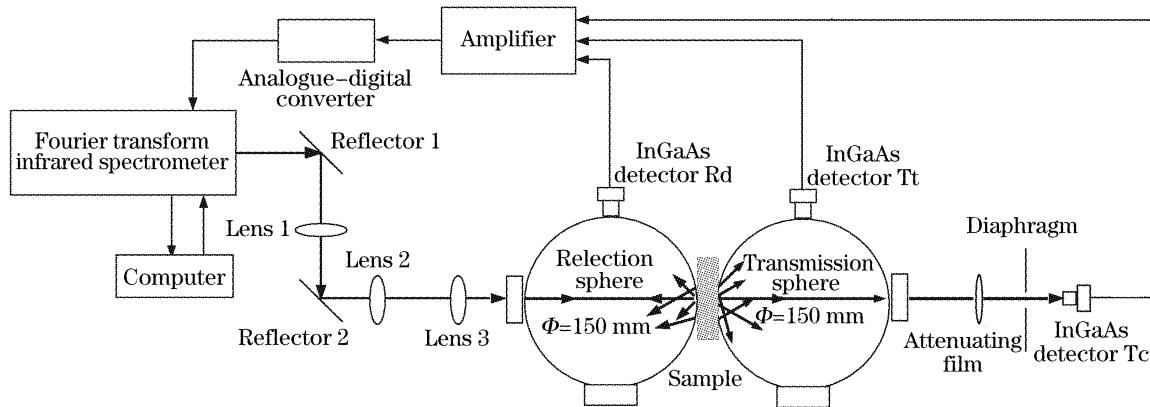 Amplifier
Analogue-digital
converter
Fourier transform
infrared spectrometer
Reflector 1
InGaAs
detector Rd
InGaAs
detector Tt
Lens 1
Computer
Lens 2
Reflector 2
Lens 3
Relection
sphere
Φ=150 mm
Sample
Transmission
sphere
Φ=150 mm
Diaphragm
Attenuating
film
InGaAs
detector Tc